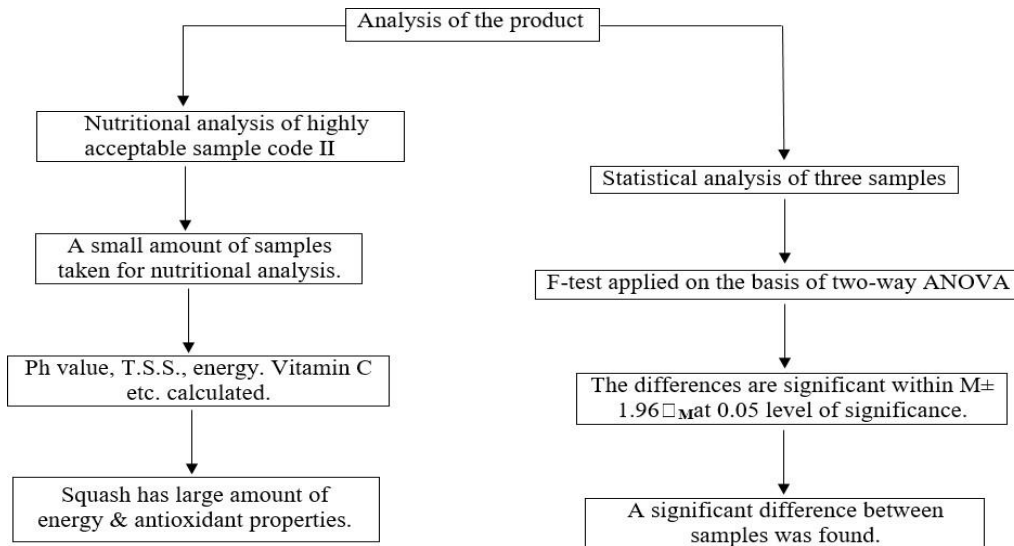 Analysis of the product
Nutritional analysis of highly
acceptable sample code II
A small amount of samples
taken for nutritional analysis.
Ph value, T.S.S., energy. Vitamin C
etc. calculated.
Squash has large amount of
energy & antioxidant properties.
Statistical analysis of three samples
F-test applied on the basis of two-way ANOVA
The differences are significant within M±
1.96□Mat 0.05 level of significance.
A significant difference between
samples was found.